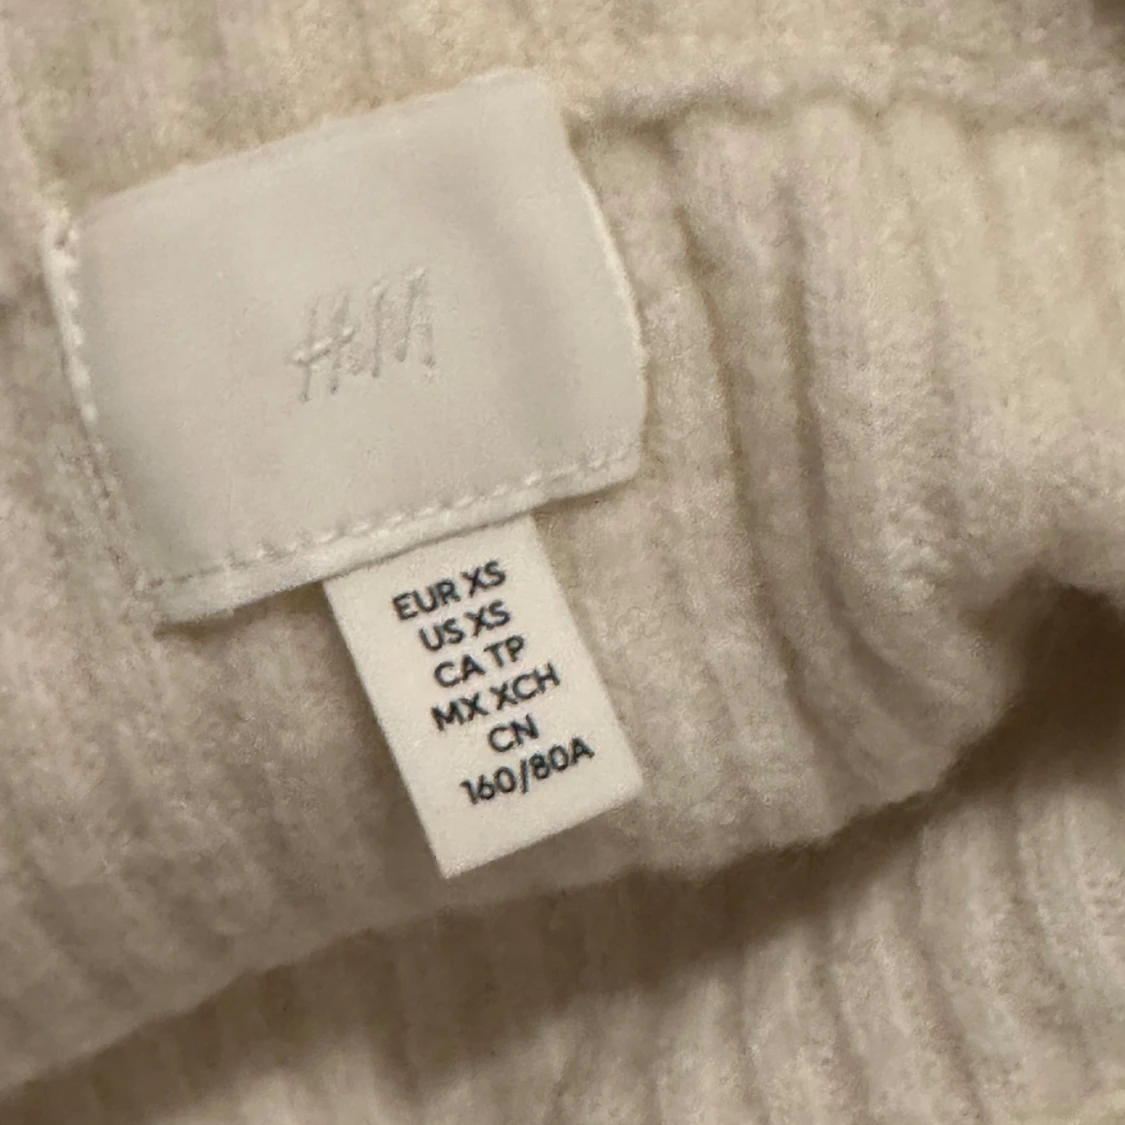 H&M
EUR XS
US XS
CA TP
MX XCH
CN
160/80A